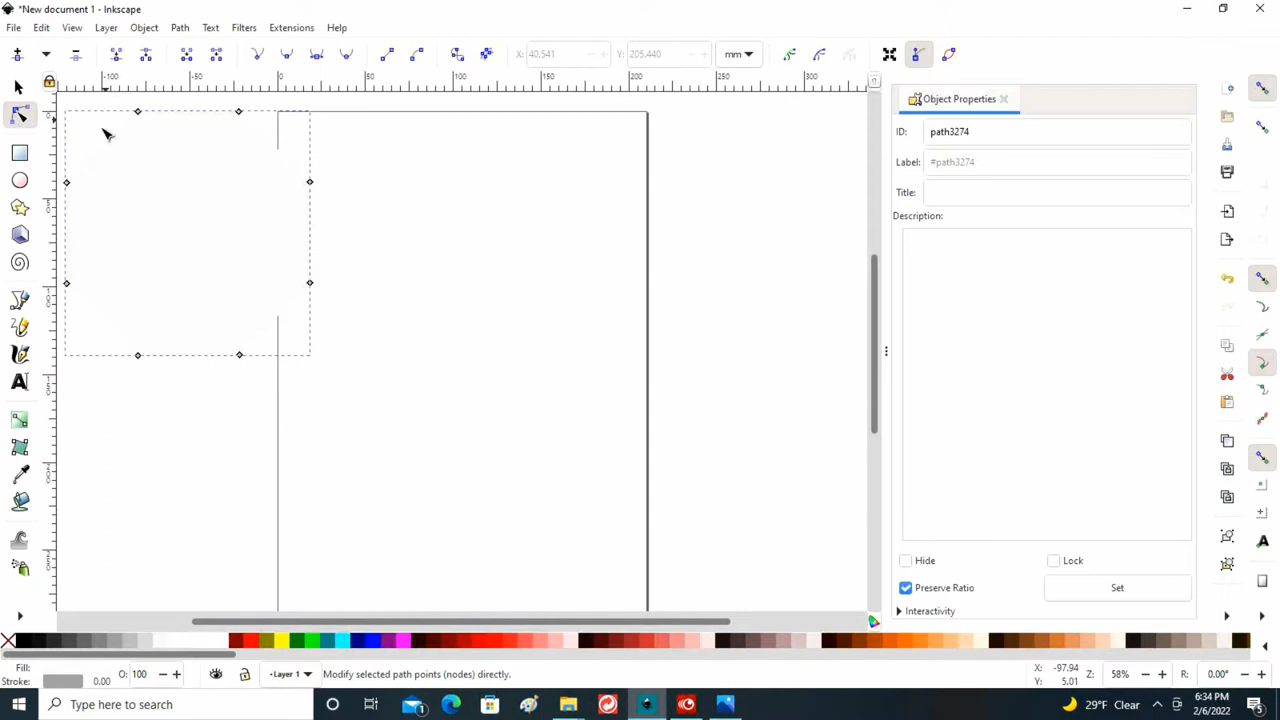 *New document 1 - Inkscape
File Edit View Layer Object Path Text Filters Extensions Help
X: 40.541 Y: 205.440 mm
-100 -50 0 50 100 150 200 250 300
Object Properties
ID: path3274
Label: #path3274
Title:
Description:
Hide Lock
Preserve Ratio Set
Interactivity
Fill:
Stroke: 0.00
O: 100
Layer 1
Modify selected path points (nodes) directly.
X: -97.94
Y: 5.01
Z: 58%
R: 0.00°
Type here to search
1
29°F Clear
6:34 PM
2/6/2022
5